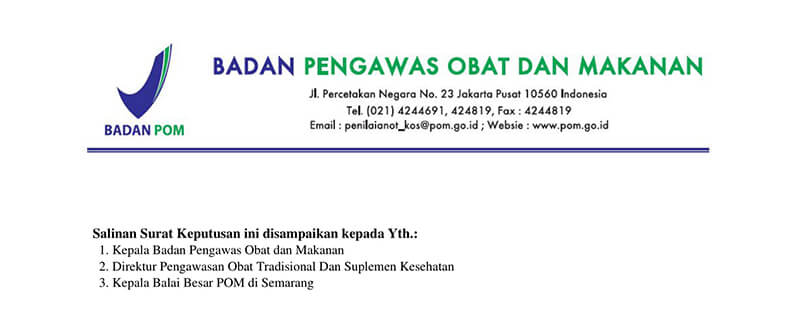 BADAN POM
BADAN PENGAWAS OBAT DAN MAKANAN
Jl. Percetakan Negara No. 23 Jakarta Pusat 10560 Indonesia
Tel. (021) 4244691, 424819, Fax : 4244819
Email : penilaianot_kos@pom.go.id ; Websie : www.pom.go.id
Salinan Surat Keputusan ini disampaikan kepada Yth.:
1. Kepala Badan Pengawas Obat dan Makanan
2. Direktur Pengawasan Obat Tradisional Dan Suplemen Kesehatan
3. Kepala Balai Besar POM di Semarang